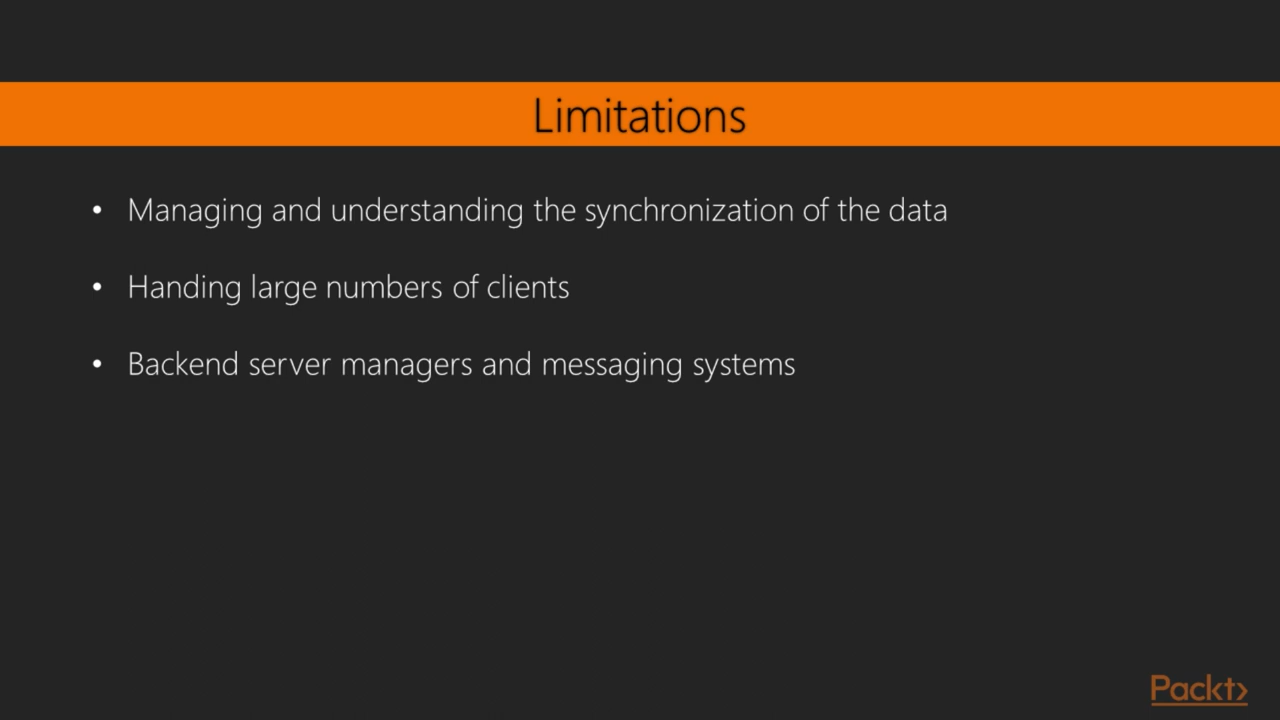 Limitations
• Managing and understanding the synchronization of the data
• Handing large numbers of clients
• Backend server managers and messaging systems
Packt>